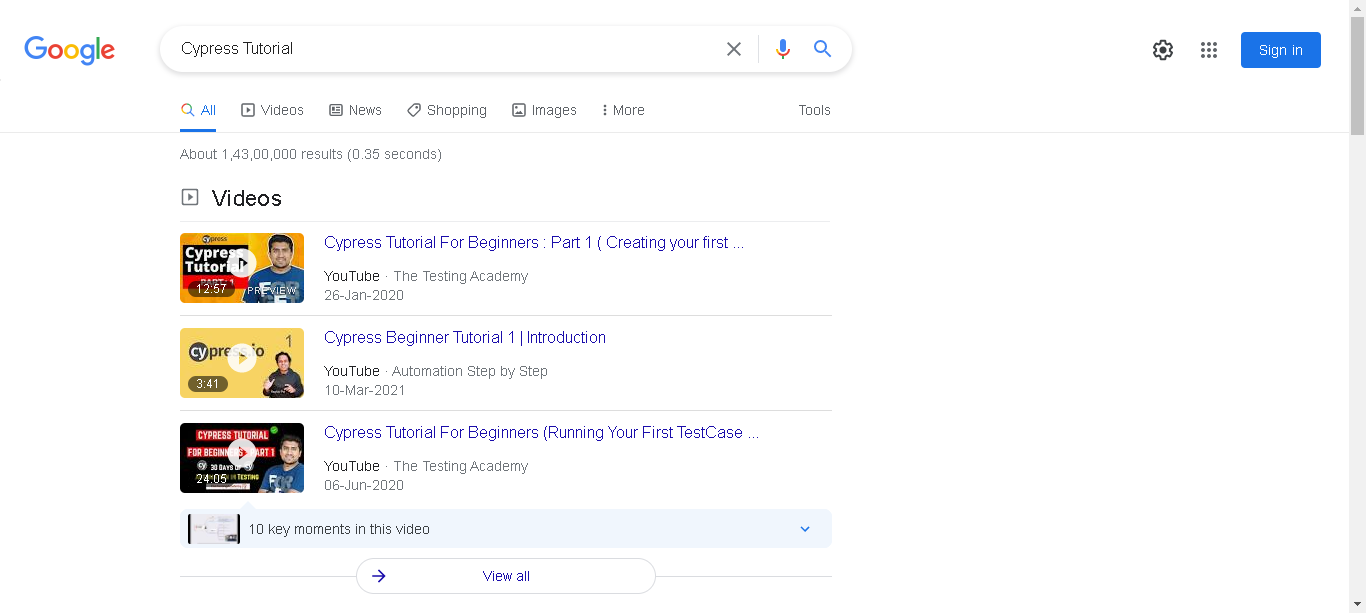 Google
Cypress Tutorial
Sign in
All
Videos
News
Shopping
Images
More
Tools
About 1,43,00,000 results (0.35 seconds)
Videos
cypress
Cypress
Tutorial
PART: 1
12:57
PREVIEW
Cypress Tutorial For Beginners : Part 1 ( Creating your first ...
YouTube · The Testing Academy
26-Jan-2020
1
cypress.io
3:41
Cypress Beginner Tutorial 1 | Introduction
YouTube · Automation Step by Step
10-Mar-2021
CYPRESS TUTORIAL
FOR BEGINNERS PART 1
30 DAYS OF
IN TESTING
24:05
Cypress Tutorial For Beginners (Running Your First TestCase ...
YouTube · The Testing Academy
06-Jun-2020
10 key moments in this video
View all